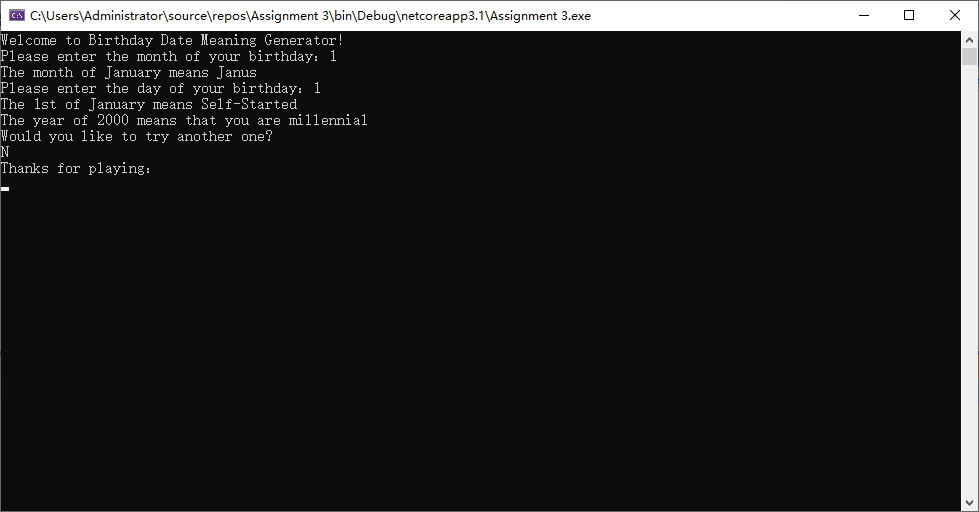 C:\Users\Administrator\source\repos\Assignment 3\bin\Debug\netcoreapp3.1\Assignment 3.exe
Welcome to Birthday Date Meaning Generator!
Please enter the month of your birthday：1
The month of January means Janus
Please enter the day of your birthday：1
The 1st of January means Self-Started
The year of 2000 means that you are millennial
Would you like to try another one?
N
Thanks for playing：